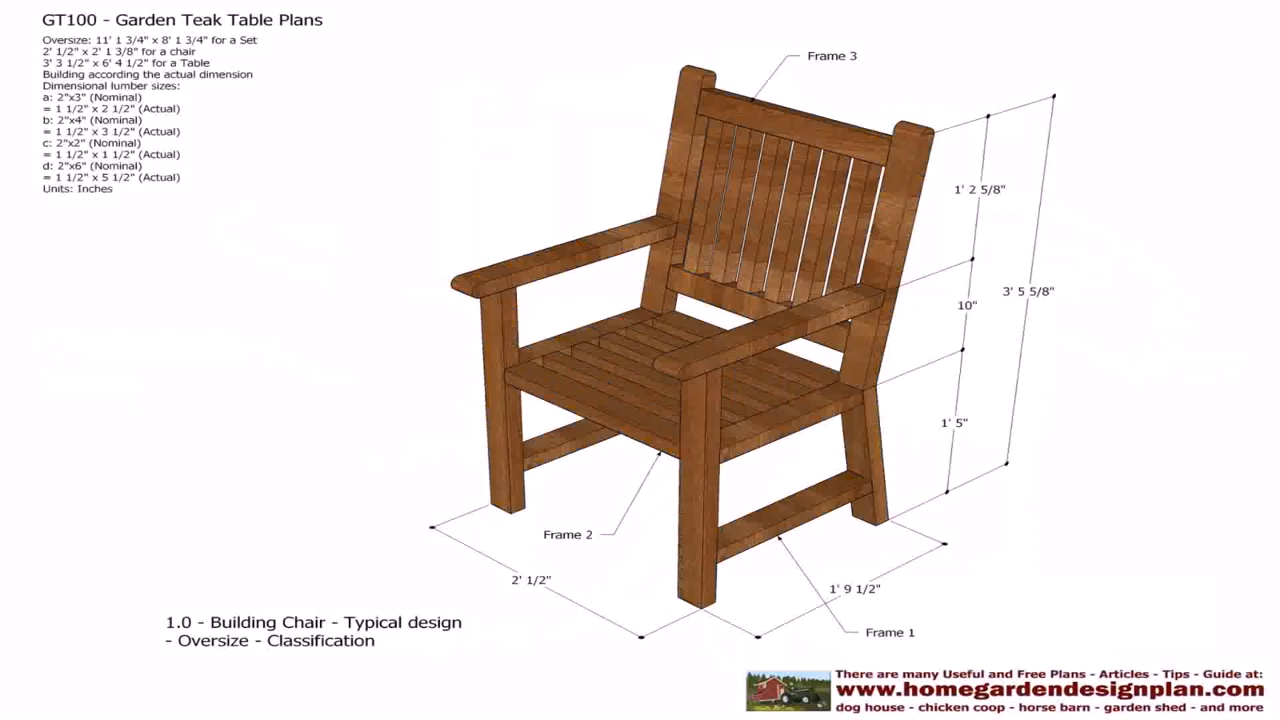 GT100 - Garden Teak Table Plans
Oversize: 11' 1 3/4" x 8' 1 3/4" for a Set
2' 1/2" x 2' 1 3/8" for a chair
3' 3 1/2" x 6' 4 1/2" for a Table
Building according the actual dimension
Dimensional lumber sizes:
a: 2"x3" (Nominal)
= 1 1/2" x 2 1/2" (Actual)
b: 2"x4" (Nominal)
= 1 1/2" x 3 1/2" (Actual)
c: 2"x2" (Nominal)
= 1 1/2" x 1 1/2" (Actual)
d: 2"x6" (Nominal)
= 1 1/2" x 5 1/2" (Actual)
Units: Inches
Frame 3
1' 2 5/8"
3' 5 5/8"
10"
1' 5"
Frame 2
2' 1/2"
1' 9 1/2"
Frame 1
1.0 - Building Chair - Typical design
- Oversize - Classification
There are many Useful and Free Plans - Articles - Tips - Guide at:
www.homegardendesignplan.com
dog house - chicken coop - horse barn - garden shed - and more